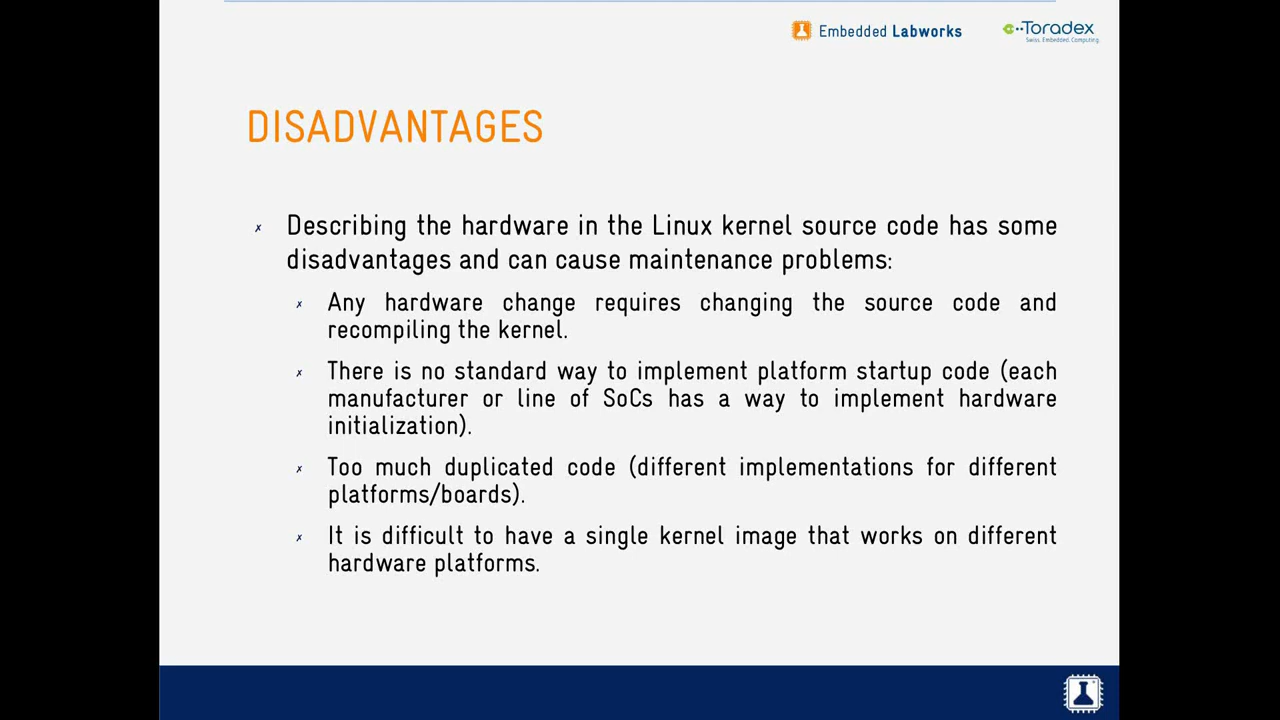 Embedded Labworks
Toradex
Swiss. Embedded. Computing.
DISADVANTAGES
✗ Describing the hardware in the Linux kernel source code has some
disadvantages and can cause maintenance problems:
✗ Any hardware change requires changing the source code and
recompiling the kernel.
✗ There is no standard way to implement platform startup code (each
manufacturer or line of SoCs has a way to implement hardware
initialization).
✗ Too much duplicated code (different implementations for different
platforms/boards).
✗ It is difficult to have a single kernel image that works on different
hardware platforms.